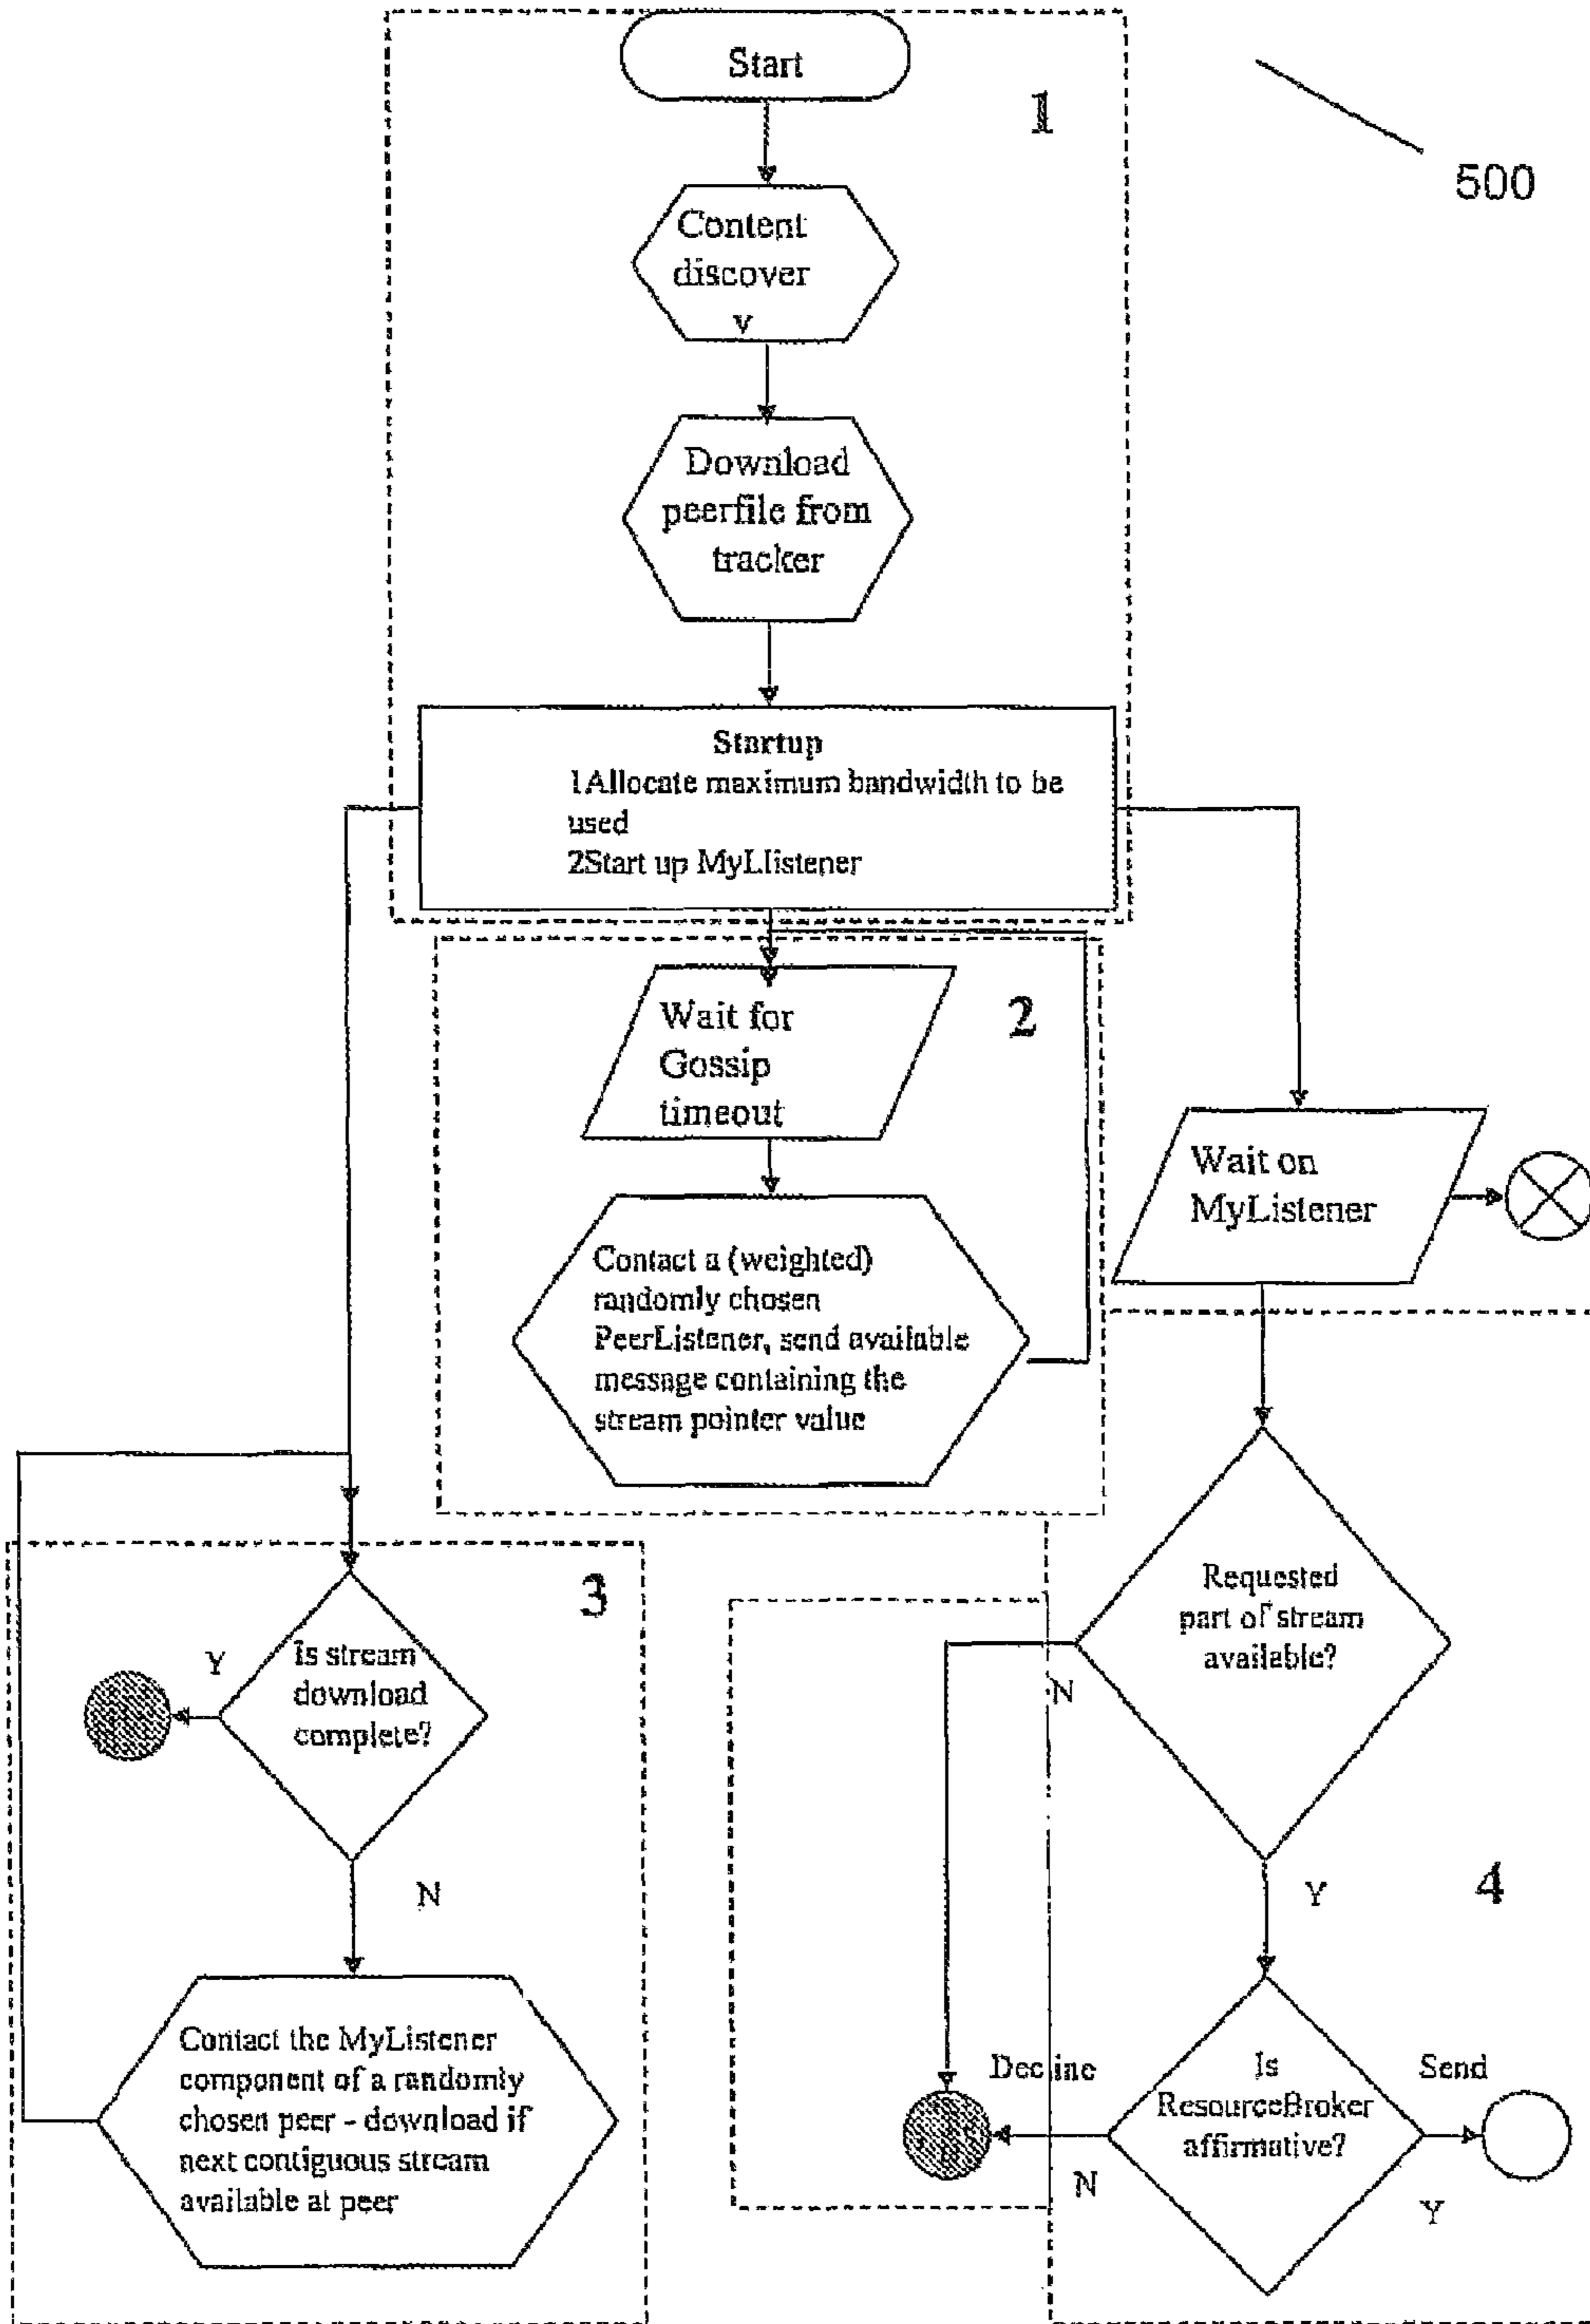 Start
1
500
Content
discover
y
Download
peerfile from
tracker
Startup
1Allocate maximum bandwidth to be
used
2Start up MyLlistener
Wait for
Gossip
timeout
2
Wait on
MyListener
Contact a (weighted)
randomly chosen
PeerListener, send available
message containing the
stream pointer value
3
Is stream
download
complete?
Y
N
Contact the MyListener
component of a randomly
chosen peer - download if
next contiguous stream
available at peer
Requested
part of stream
available?
N
Y
4
Decline
Is
ResourceBroker
affirmative?
Send
N
Y